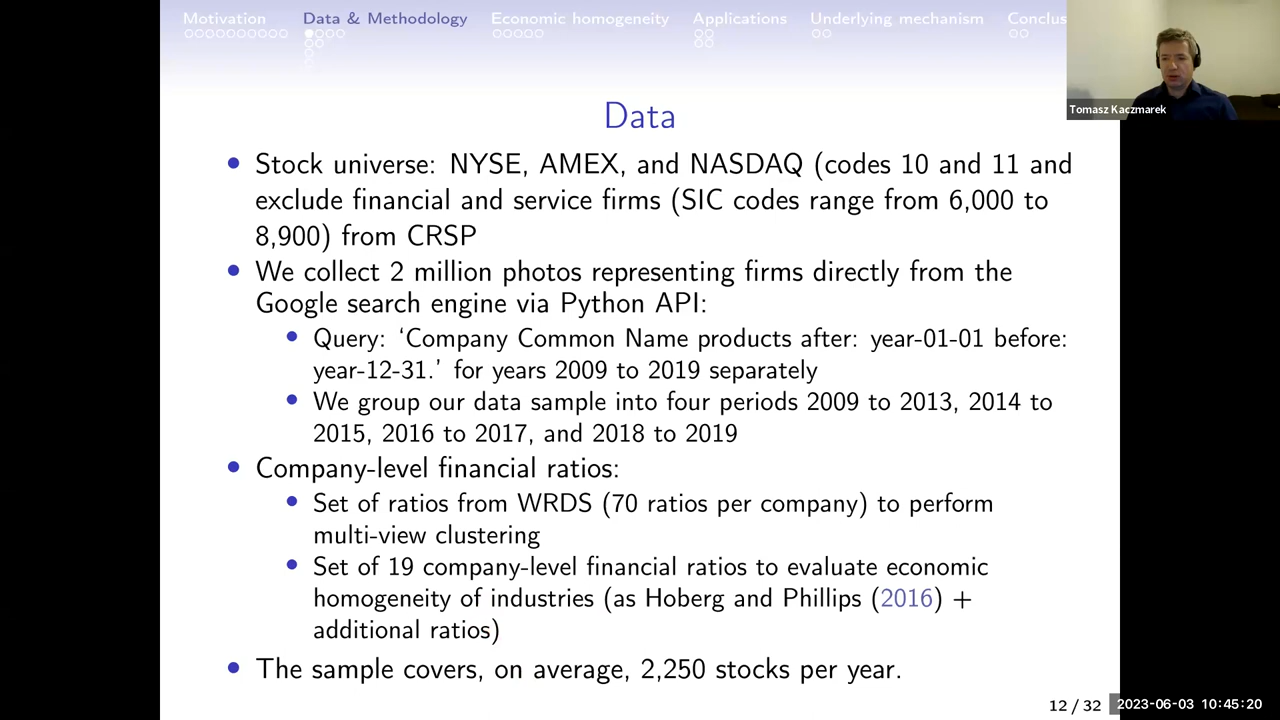 Motivation Data & Methodology Economic homogeneity Applications Underlying mechanism Conclus
Tomasz Kaczmarek
Data
• Stock universe: NYSE, AMEX, and NASDAQ (codes 10 and 11 and
exclude financial and service firms (SIC codes range from 6,000 to
8,900) from CRSP
• We collect 2 million photos representing firms directly from the
Google search engine via Python API:
• Query: ‘Company Common Name products after: year-01-01 before:
year-12-31.’ for years 2009 to 2019 separately
• We group our data sample into four periods 2009 to 2013, 2014 to
2015, 2016 to 2017, and 2018 to 2019
• Company-level financial ratios:
• Set of ratios from WRDS (70 ratios per company) to perform
multi-view clustering
• Set of 19 company-level financial ratios to evaluate economic
homogeneity of industries (as Hoberg and Phillips (2016) +
additional ratios)
• The sample covers, on average, 2,250 stocks per year.
12 / 32 2023-06-03 10:45:20